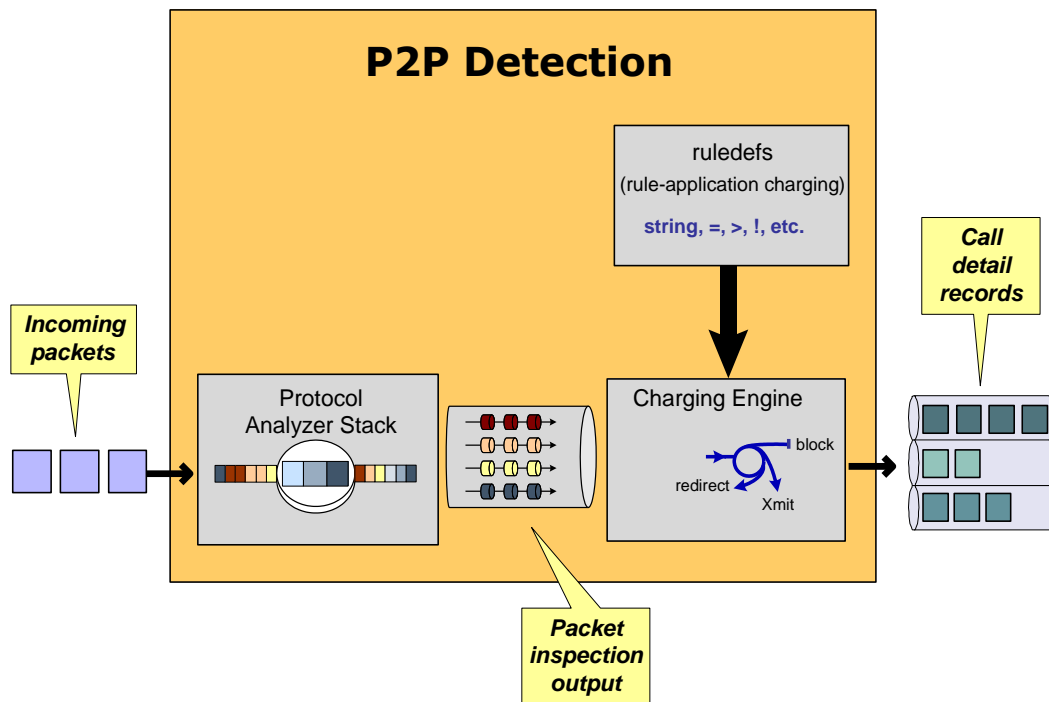 P2P Detection
ruledefs
(rule-application charging)
string, =, >, !, etc.
Call
detail
records
Incoming
packets
Protocol
Analyzer Stack
Charging Engine
block
redirect
Xmit
Packet
inspection
output